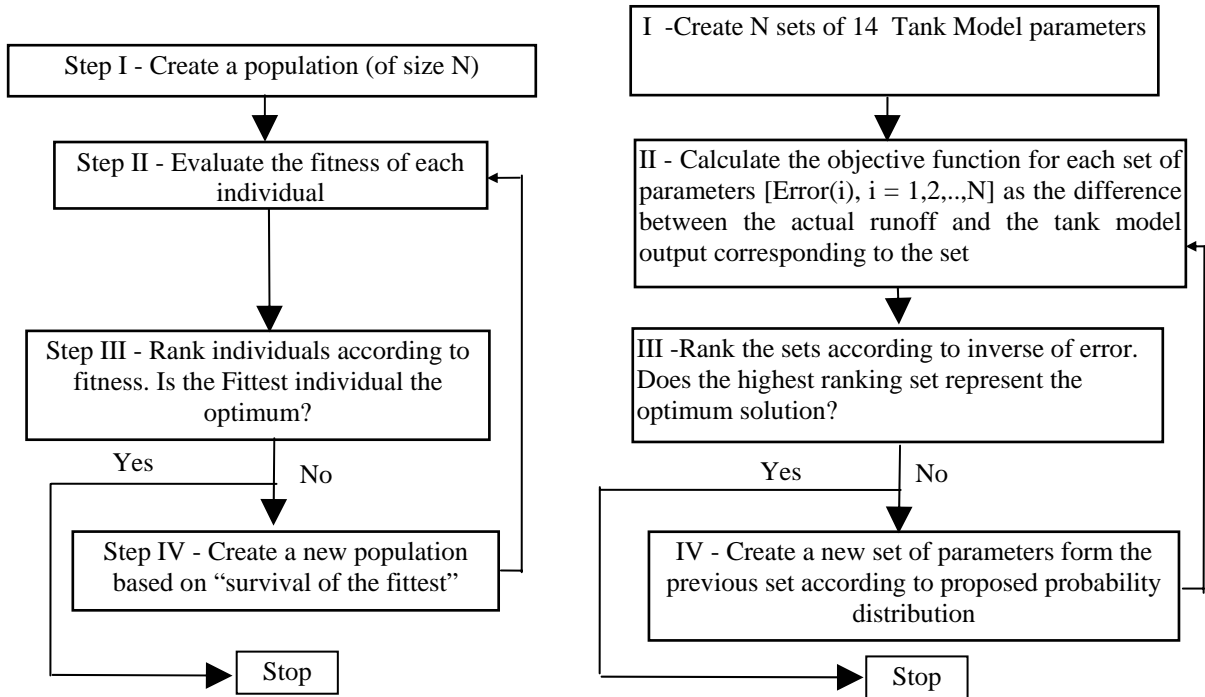 Step I - Create a population (of size N)
Step II - Evaluate the fitness of each
individual
Step III - Rank individuals according to
fitness. Is the Fittest individual the
optimum?
Yes
No
Step IV - Create a new population
based on “survival of the fittest”
Stop
I -Create N sets of 14 Tank Model parameters
II - Calculate the objective function for each set of
parameters [Error(i), i = 1,2,..,N] as the difference
between the actual runoff and the tank model
output corresponding to the set
III -Rank the sets according to inverse of error.
Does the highest ranking set represent the
optimum solution?
Yes
No
IV - Create a new set of parameters form the
previous set according to proposed probability
distribution
Stop